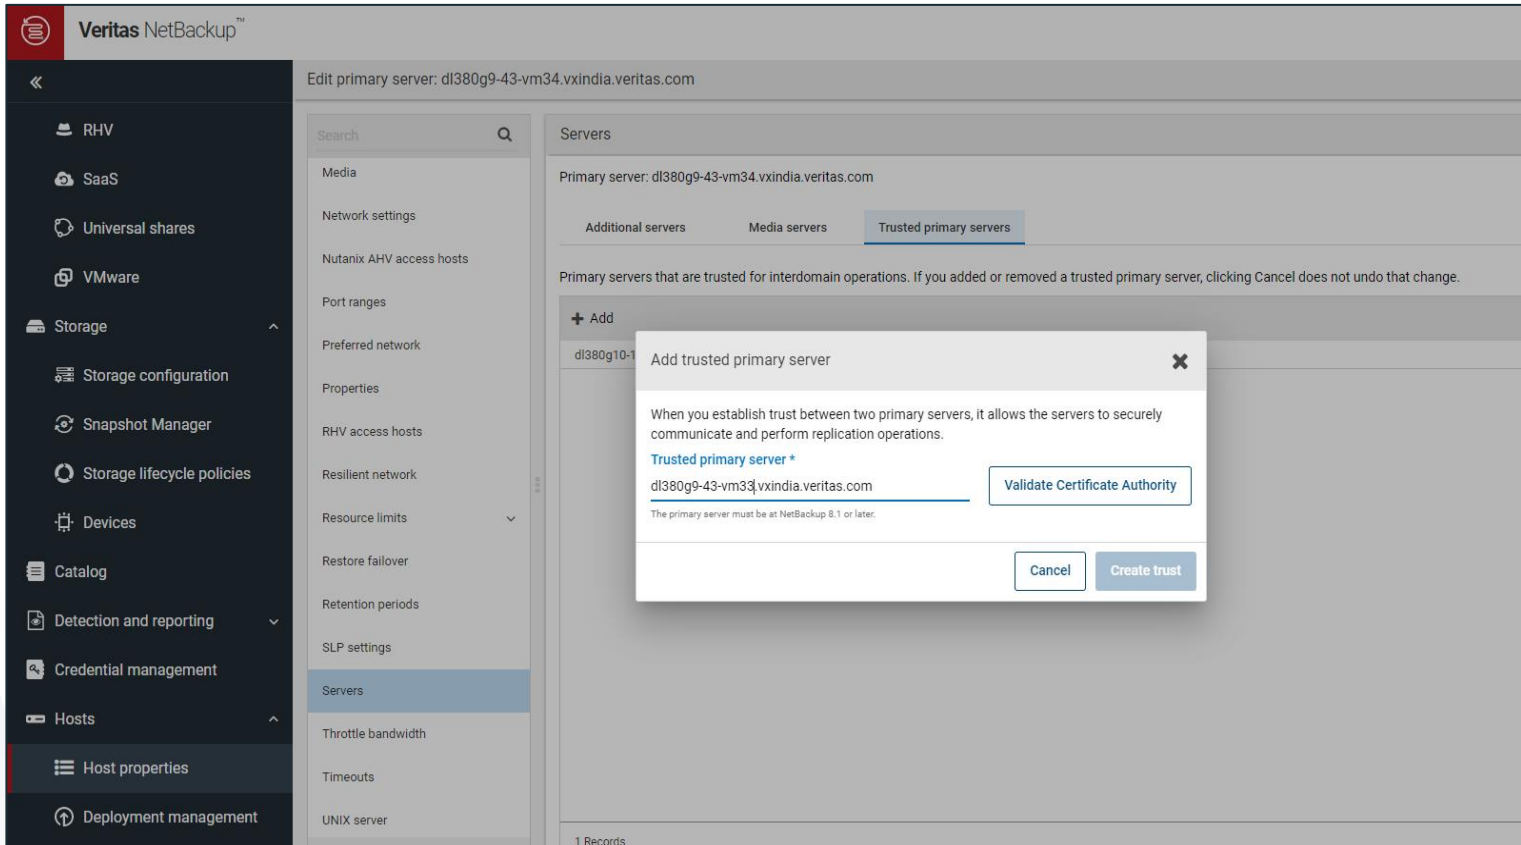 Veritas NetBackup™
Edit primary server: dl380g9-43-vm34.vxindia.veritas.com
RHV
SaaS
Universal shares
VMware
Storage
Storage configuration
Snapshot Manager
Storage lifecycle policies
Devices
Catalog
Detection and reporting
Credential management
Hosts
Host properties
Deployment management
Search
Media
Network settings
Nutanix AHV access hosts
Port ranges
Preferred network
Properties
RHV access hosts
Resilient network
Resource limits
Restore failover
Retention periods
SLP settings
Servers
Throttle bandwidth
Timeouts
UNIX server
Servers
Primary server: dl380g9-43-vm34.vxindia.veritas.com
Additional servers Media servers Trusted primary servers
Primary servers that are trusted for interdomain operations. If you added or removed a trusted primary server, clicking Cancel does not undo that change.
Add
dl380g10-1
Add trusted primary server
When you establish trust between two primary servers, it allows the servers to securely
communicate and perform replication operations.
Trusted primary server *
dl380g9-43-vm33.vxindia.veritas.com
Validate Certificate Authority
The primary server must be at NetBackup 8.1 or later.
Cancel Create trust
1 Records